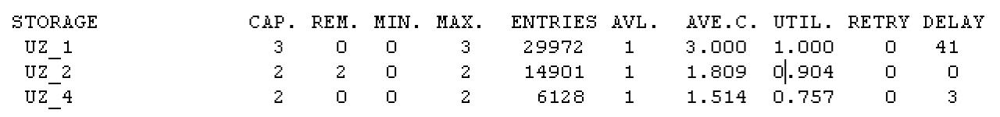 STORAGE CAP. REM. MIN. MAX. ENTRIES AVL. AVE.C. UTIL. RETRY DELAY
UZ_1 3 0 0 3 29972 1 3.000 1.000 0 41
UZ_2 2 2 0 2 14901 1 1.809 0.904 0 0
UZ_4 2 0 0 2 6128 1 1.514 0.757 0 3